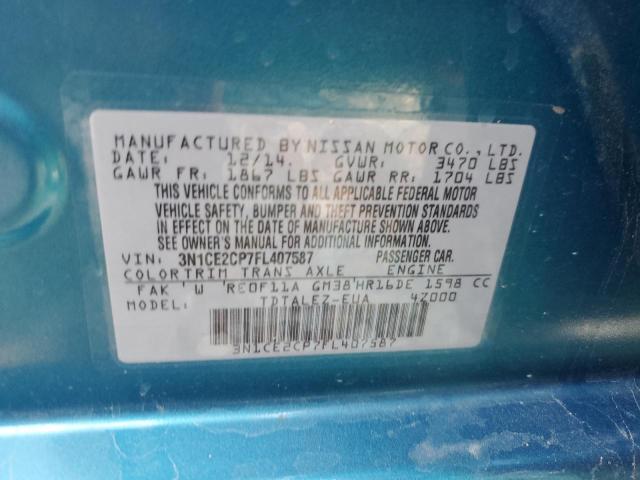 MANUFACTURED BY NISSAN MOTOR CO., LTD.
DATE: 12/14. GVWR: 3470 LBS
GAWR FR: 1867 LBS GAWR RR: 1704 LBS
THIS VEHICLE CONFORMS TO ALL APPLICABLE FEDERAL MOTOR
VEHICLE SAFETY, BUMPER AND THEFT PREVENTION STANDARDS
IN EFFECT ON THE DATE OF MANUFACTURE SHOWN ABOVE.
SEE OWNER'S MANUAL FOR ADDITIONAL INFORMATION.
VIN: 3N1CE2CP7FL407587 PASSENGER CAR.
COLOR TRIM TRANS AXLE ENGINE
FAK 'W 'RE0F11A GM38'HR16DE 1598 CC
MODEL: TDTALEZ-EUA 4Z000
3N1CE2CP7FL407587